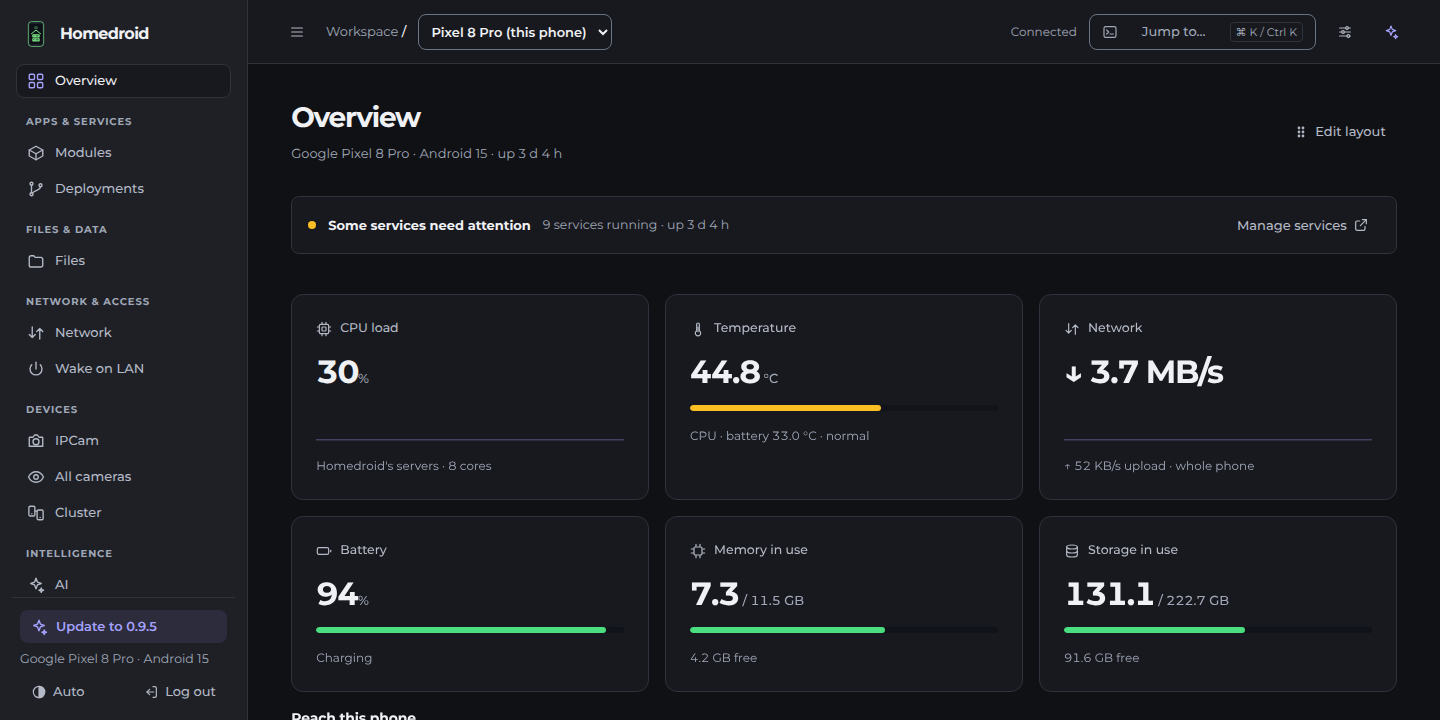 Homedroid
Overview
APPS & SERVICES
Modules
Deployments
FILES & DATA
Files
NETWORK & ACCESS
Network
Wake on LAN
DEVICES
IPCam
All cameras
Cluster
INTELLIGENCE
AI
Update to 0.9.5
Google Pixel 8 Pro · Android 15
Auto
Log out
Workspace / Pixel 8 Pro (this phone)
Connected
Jump to...
⌘ K / Ctrl K
Overview
Google Pixel 8 Pro · Android 15 · up 3 d 4 h
Edit layout
Some services need attention 9 services running · up 3 d 4 h
Manage services
CPU load
30%
Homedroid's servers · 8 cores
Temperature
44.8 °C
CPU · battery 33.0 °C · normal
Network
↓ 3.7 MB/s
↑ 52 KB/s upload · whole phone
Battery
94%
Charging
Memory in use
7.3 / 11.5 GB
4.2 GB free
Storage in use
131.1 / 222.7 GB
91.6 GB free
Reach this phone